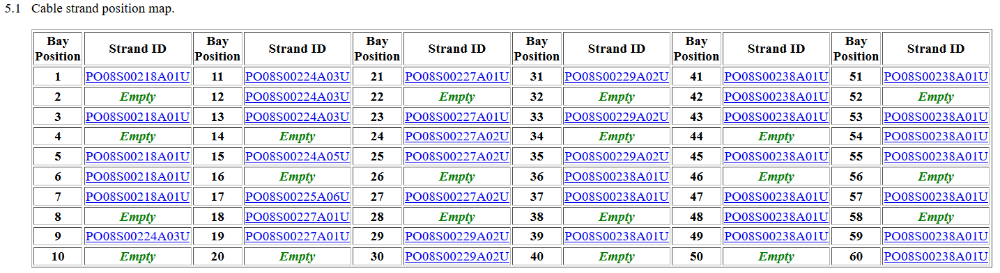 5.1 Cable strand position map.
Bay Position Strand ID Bay Position Strand ID Bay Position Strand ID Bay Position Strand ID Bay Position Strand ID Bay Position Strand ID
1 PO08S00218A01U 11 PO08S00224A03U 21 PO08S00227A01U 31 PO08S00229A02U 41 PO08S00238A01U 51 PO08S00238A01U
2 Empty 12 PO08S00224A03U 22 Empty 32 Empty 42 PO08S00238A01U 52 Empty
3 PO08S00218A01U 13 PO08S00224A03U 23 PO08S00227A01U 33 PO08S00229A02U 43 PO08S00238A01U 53 PO08S00238A01U
4 Empty 14 Empty 24 PO08S00227A02U 34 Empty 44 Empty 54 PO08S00238A01U
5 PO08S00218A01U 15 PO08S00224A05U 25 PO08S00227A02U 35 PO08S00229A02U 45 PO08S00238A01U 55 PO08S00238A01U
6 PO08S00218A01U 16 Empty 26 Empty 36 PO08S00238A01U 46 Empty 56 Empty
7 PO08S00218A01U 17 PO08S00225A06U 27 PO08S00227A02U 37 PO08S00238A01U 47 PO08S00238A01U 57 PO08S00238A01U
8 Empty 18 PO08S00227A01U 28 Empty 38 Empty 48 PO08S00238A01U 58 Empty
9 PO08S00224A03U 19 PO08S00227A01U 29 PO08S00229A02U 39 PO08S00238A01U 49 PO08S00238A01U 59 PO08S00238A01U
10 Empty 20 Empty 30 PO08S00229A02U 40 Empty 50 Empty 60 PO08S00238A01U